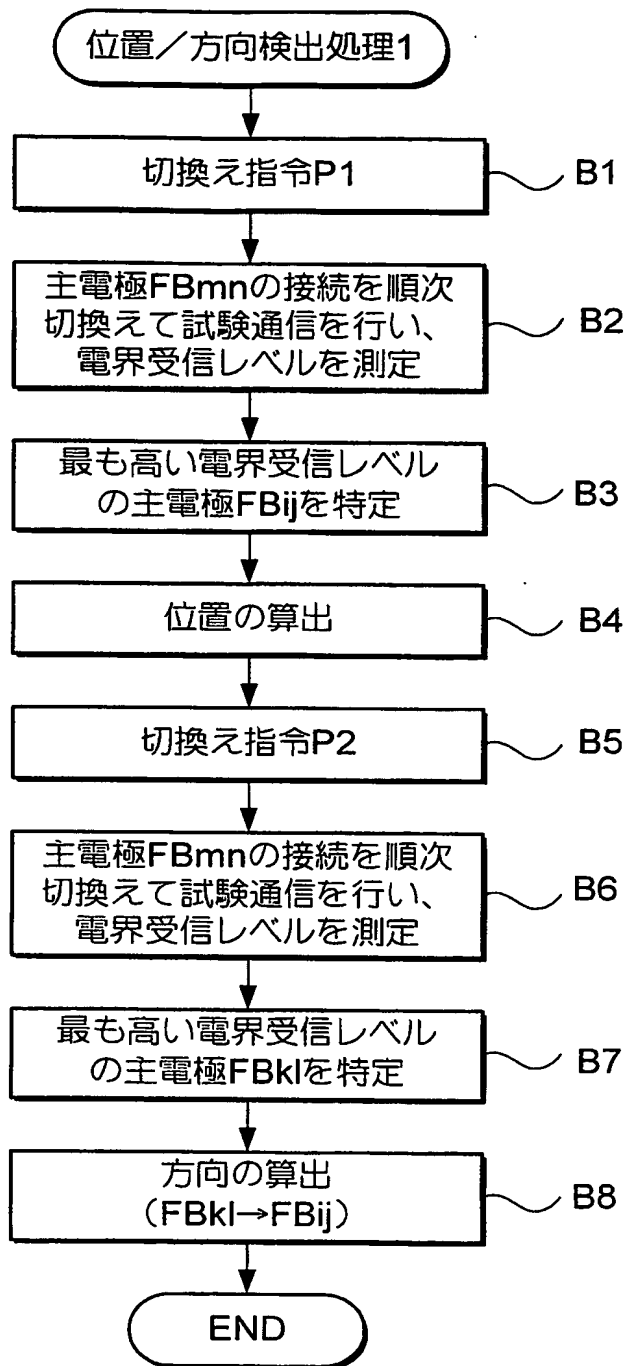 位置／方向検出処理1
切換え指令P1
B1
主電極FBmnの接続を順次
切換えて試験通信を行い、
電界受信レベルを測定
B2
最も高い電界受信レベル
の主電極FBijを特定
B3
位置の算出
B4
切換え指令P2
B5
主電極FBmnの接続を順次
切換えて試験通信を行い、
電界受信レベルを測定
B6
最も高い電界受信レベル
の主電極FBklを特定
B7
方向の算出
（FBkl→FBij）
B8
END